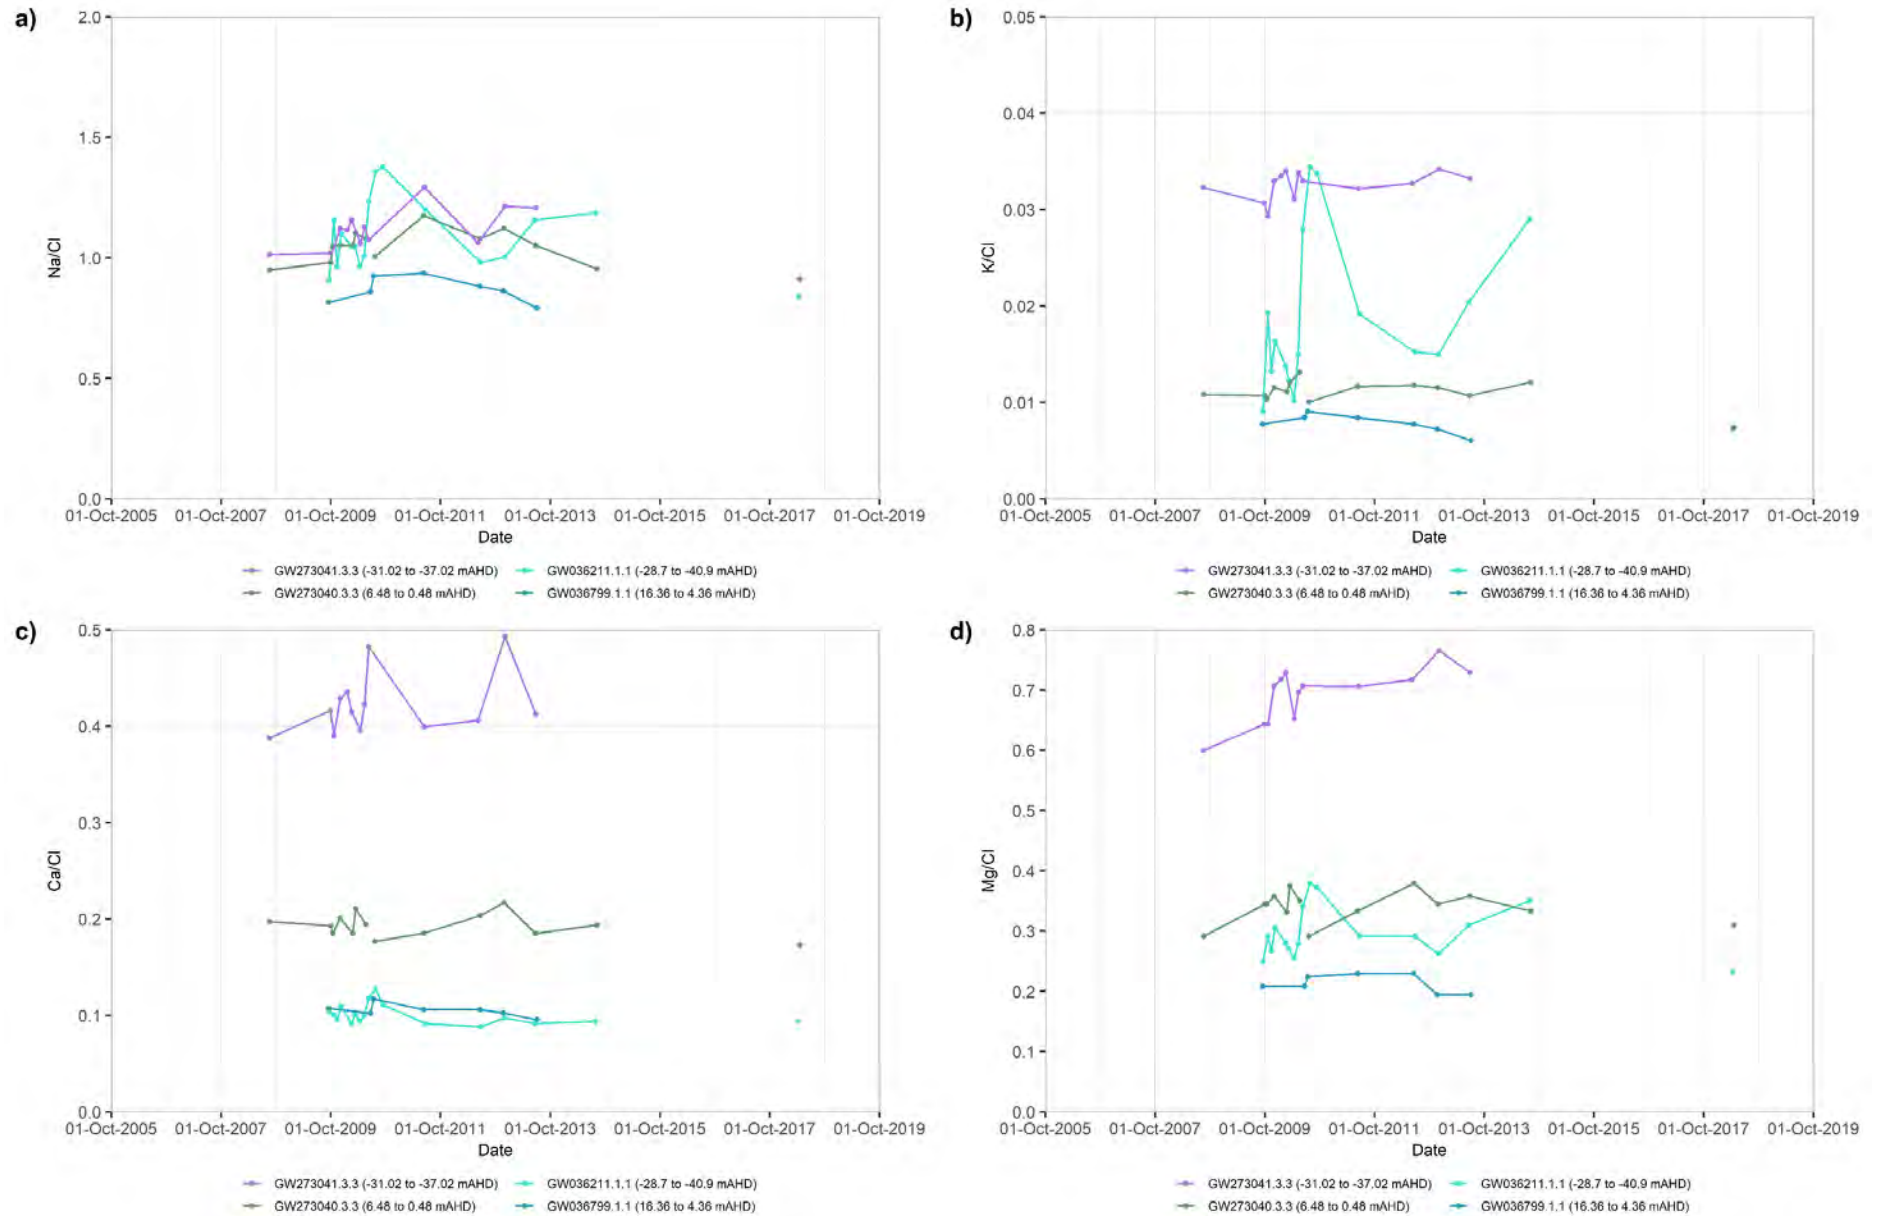 a)
2.0
1.5
1.0
0.5
0.0
Na/Cl
01-Oct-2005 01-Oct-2007 01-Oct-2009 01-Oct-2011 01-Oct-2013 01-Oct-2015 01-Oct-2017 01-Oct-2019
Date
GW273041.3.3 (-31.02 to -37.02 mAHD) GW036211.1.1 (-28.7 to -40.9 mAHD)
GW273040.3.3 (6.48 to 0.48 mAHD) GW036799.1.1 (16.36 to 4.36 mAHD)
b)
0.05
0.04
0.03
0.02
0.01
0.00
K/Cl
01-Oct-2005 01-Oct-2007 01-Oct-2009 01-Oct-2011 01-Oct-2013 01-Oct-2015 01-Oct-2017 01-Oct-2019
Date
GW273041.3.3 (-31.02 to -37.02 mAHD) GW036211.1.1 (-28.7 to -40.9 mAHD)
GW273040.3.3 (6.48 to 0.48 mAHD) GW036799.1.1 (16.36 to 4.36 mAHD)
c)
0.5
0.4
0.3
0.2
0.1
0.0
Ca/Cl
01-Oct-2005 01-Oct-2007 01-Oct-2009 01-Oct-2011 01-Oct-2013 01-Oct-2015 01-Oct-2017 01-Oct-2019
Date
GW273041.3.3 (-31.02 to -37.02 mAHD) GW036211.1.1 (-28.7 to -40.9 mAHD)
GW273040.3.3 (6.48 to 0.48 mAHD) GW036799.1.1 (16.36 to 4.36 mAHD)
d)
0.8
0.7
0.6
0.5
0.4
0.3
0.2
0.1
0.0
Mg/Cl
01-Oct-2005 01-Oct-2007 01-Oct-2009 01-Oct-2011 01-Oct-2013 01-Oct-2015 01-Oct-2017 01-Oct-2019
Date
GW273041.3.3 (-31.02 to -37.02 mAHD) GW036211.1.1 (-28.7 to -40.9 mAHD)
GW273040.3.3 (6.48 to 0.48 mAHD) GW036799.1.1 (16.36 to 4.36 mAHD)